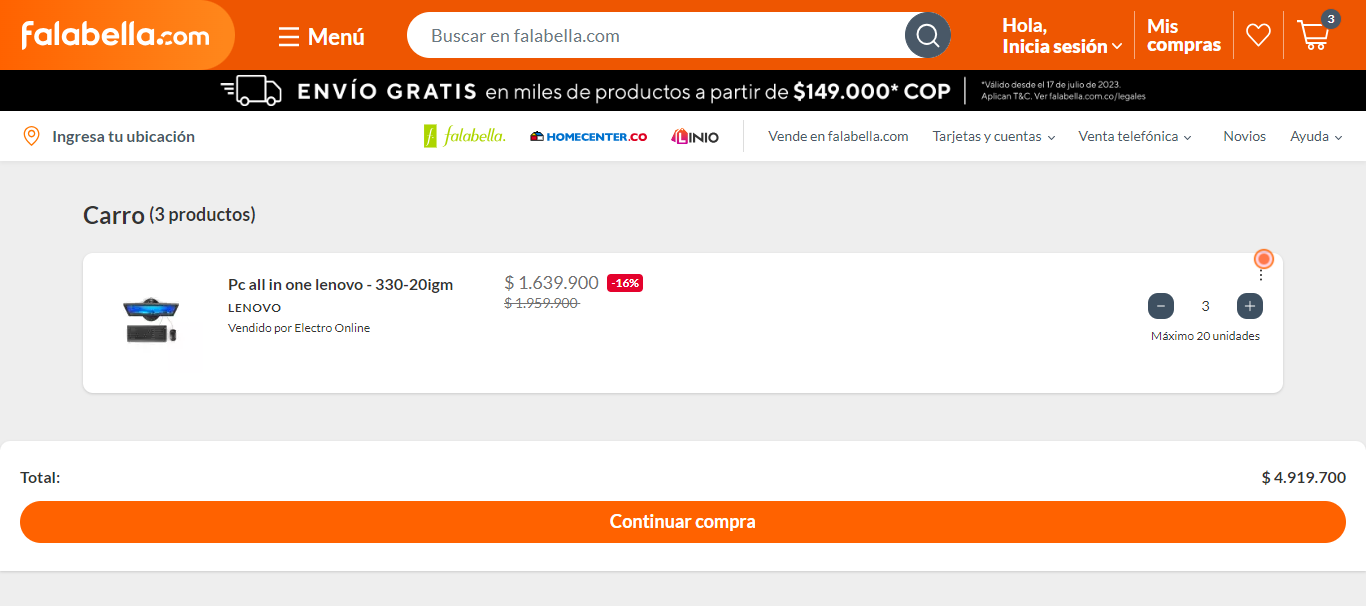 falabella.com
Menú
Buscar en falabella.com
Hola,
Inicia sesión
Mis
compras
3
ENVÍO GRATIS en miles de productos a partir de $149.000* COP
*Válido desde el 17 de julio de 2023.
Aplican T&C. Ver falabella.com.co/legales
Ingresa tu ubicación
f falabella.
HOMECENTER.CO
LINIO
Vende en falabella.com
Tarjetas y cuentas
Venta telefónica
Novios
Ayuda
Carro (3 productos)
Pc all in one lenovo - 330-20igm
LENOVO
Vendido por Electro Online
$ 1.639.900 -16%
$ 1.959.900
− 3 +
Máximo 20 unidades
Total: $ 4.919.700
Continuar compra